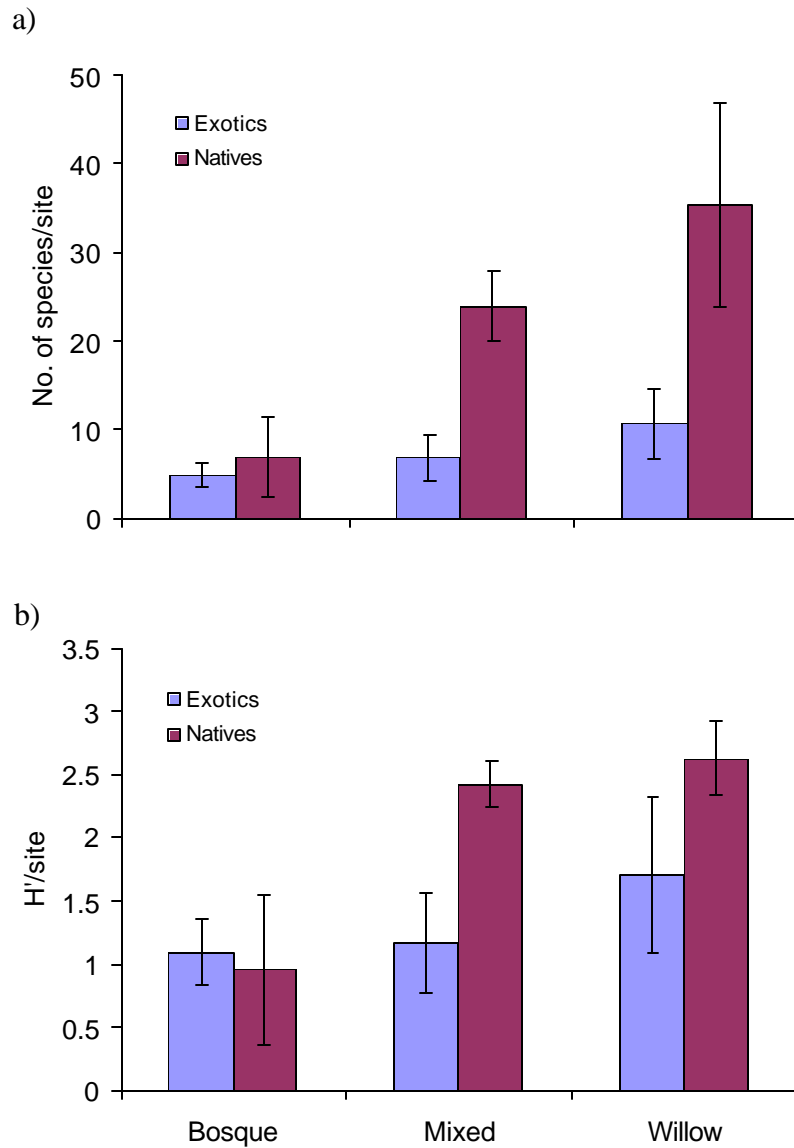 a)
50
40
30
20
10
0
No. of species/site
Exotics
Natives
b)
3.5
3
2.5
2
1.5
1
0.5
0
H'/site
Exotics
Natives
Bosque Mixed Willow